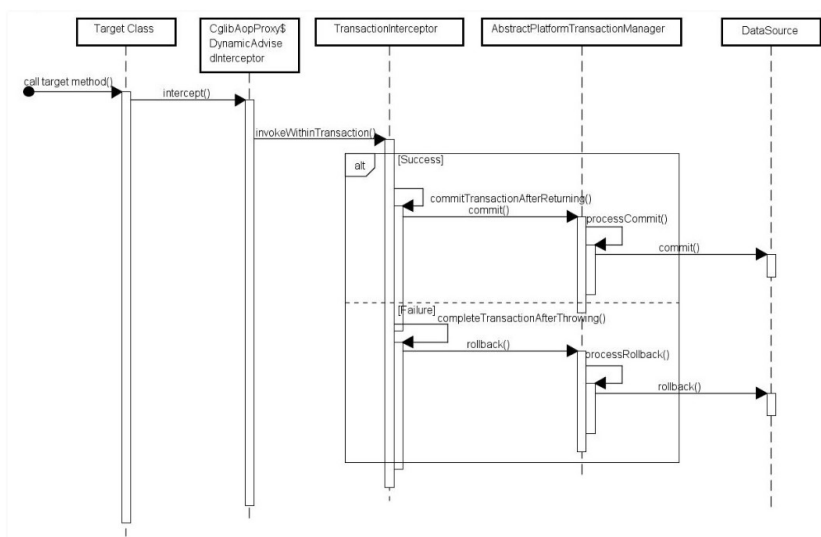 Target Class
CglibAopProxy$
DynamicAdvise
dInterceptor
TransactionInterceptor
AbstractPlatformTransactionManager
DataSource
call target method()
intercept()
invokeWithinTransaction()
alt
[Success]
commitTransactionAfterReturning()
commit()
processCommit()
commit()
[Failure]
completeTransactionAfterThrowing()
rollback()
processRollback()
rollback()